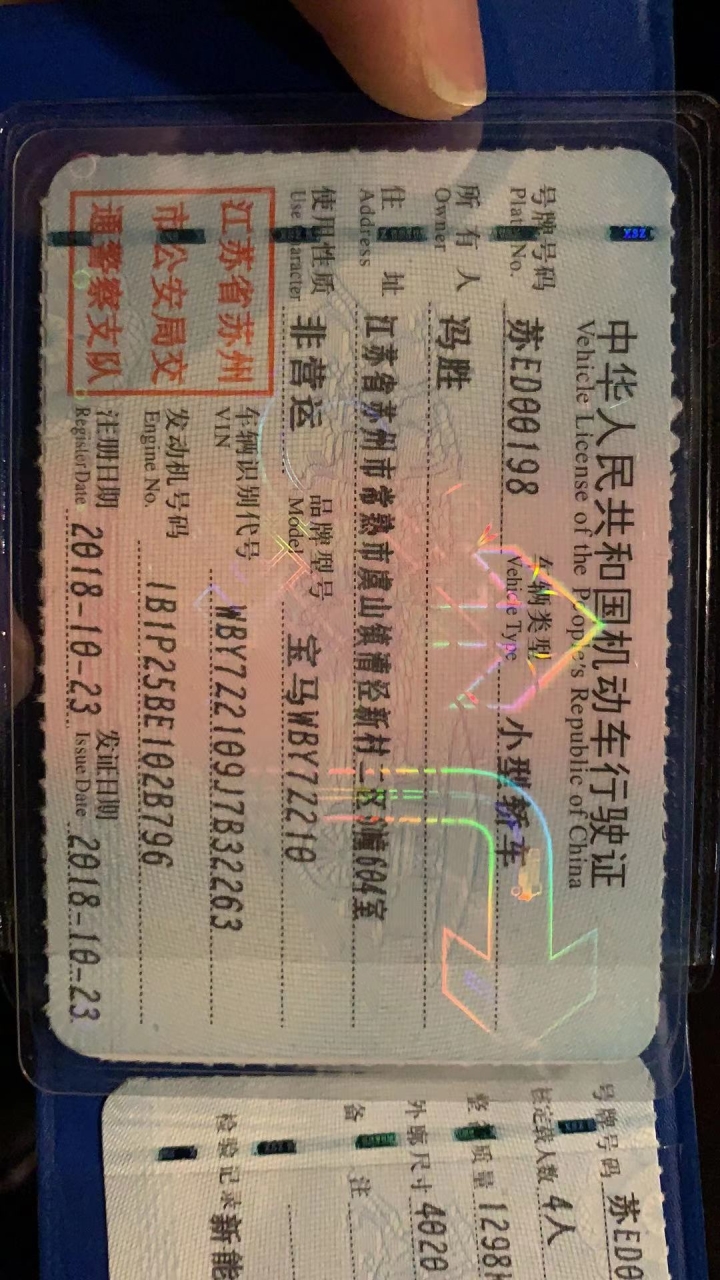 中华人民共和国机动车行驶证
Vehicle License of the People's Republic of China
号牌号码 苏ED00198 车辆类型 小型轿车
Plate No. Vehicle Type
所有人 冯胜
Owner
住址 江苏省苏州市常熟市虞山镇漕泾新村二区 幢604室
Address
使用性质 非营运 品牌型号 宝马WBY7Z210
Use Character Model
江苏省苏州
市公安局交
通警察支队
车辆识别代号 WBY7Z2109J7B32263
VIN
发动机号码 1B1P25BE102B796
Engine No.
注册日期 2018-10-23 发证日期 2018-10-23
Register Date Issue Date
号牌号码 苏ED0
核定载人数 4人
整备质量 1298k
外廓尺寸 4020
备注
检验记录 新能